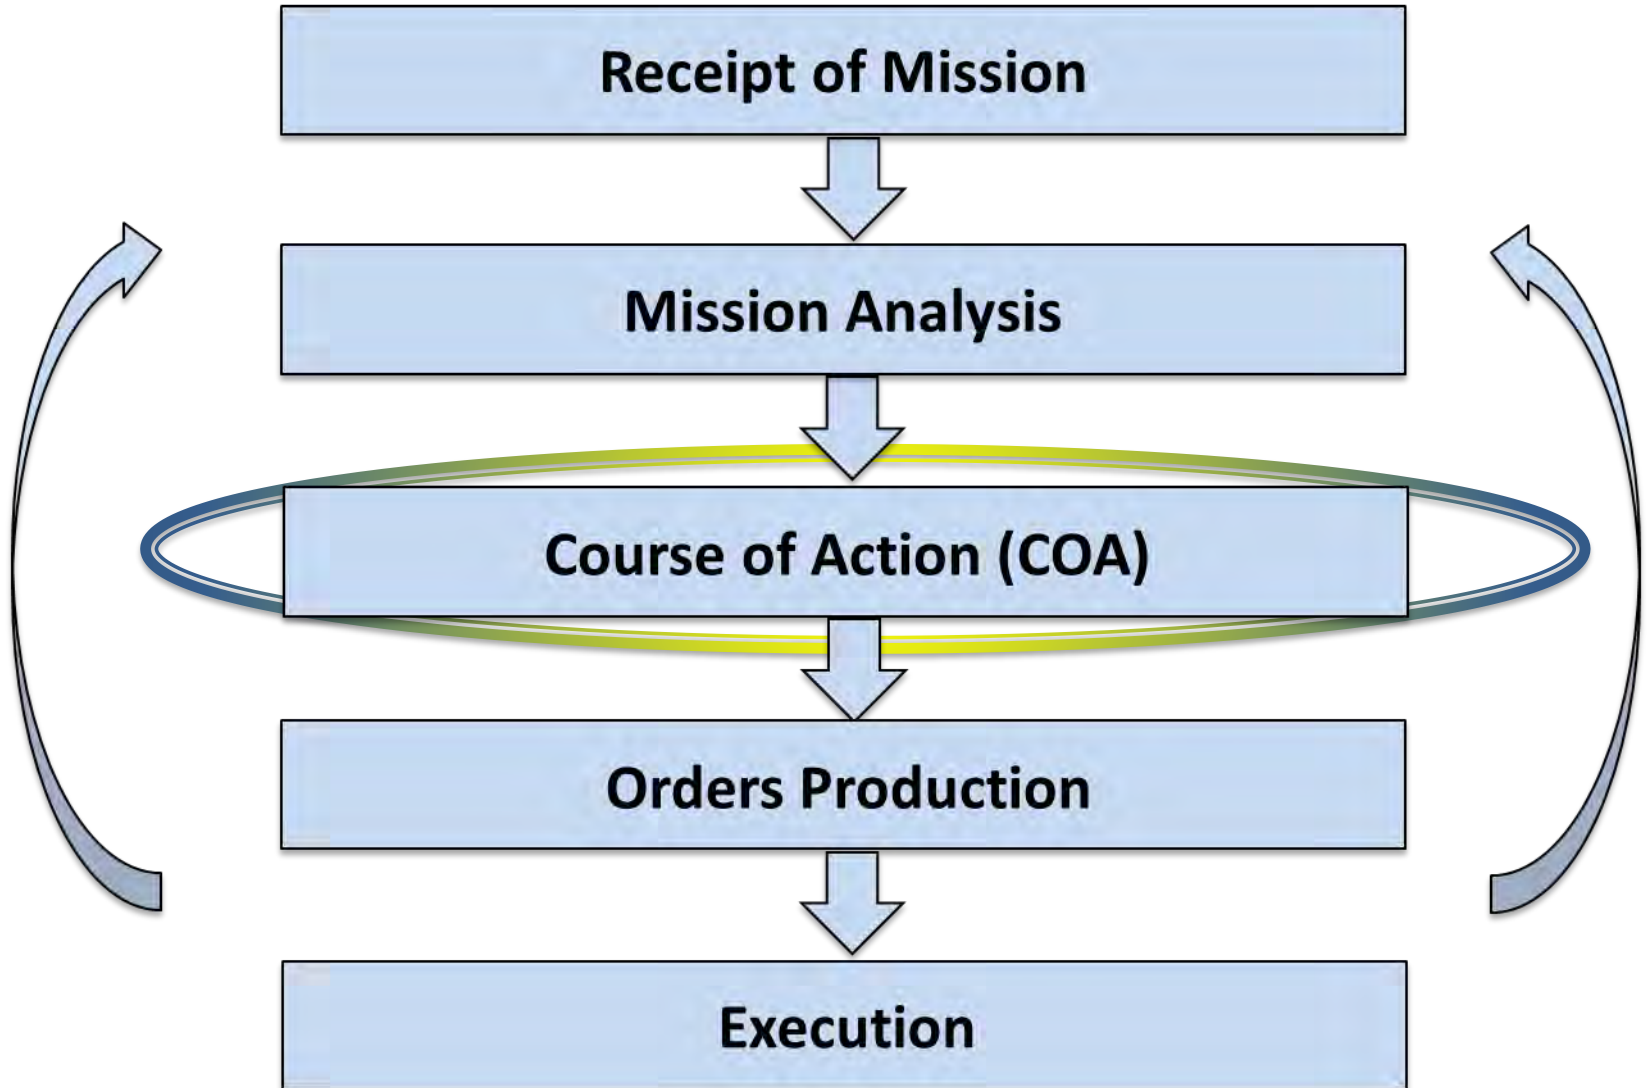 Receipt of Mission
Mission Analysis
Course of Action (COA)
Orders Production
Execution